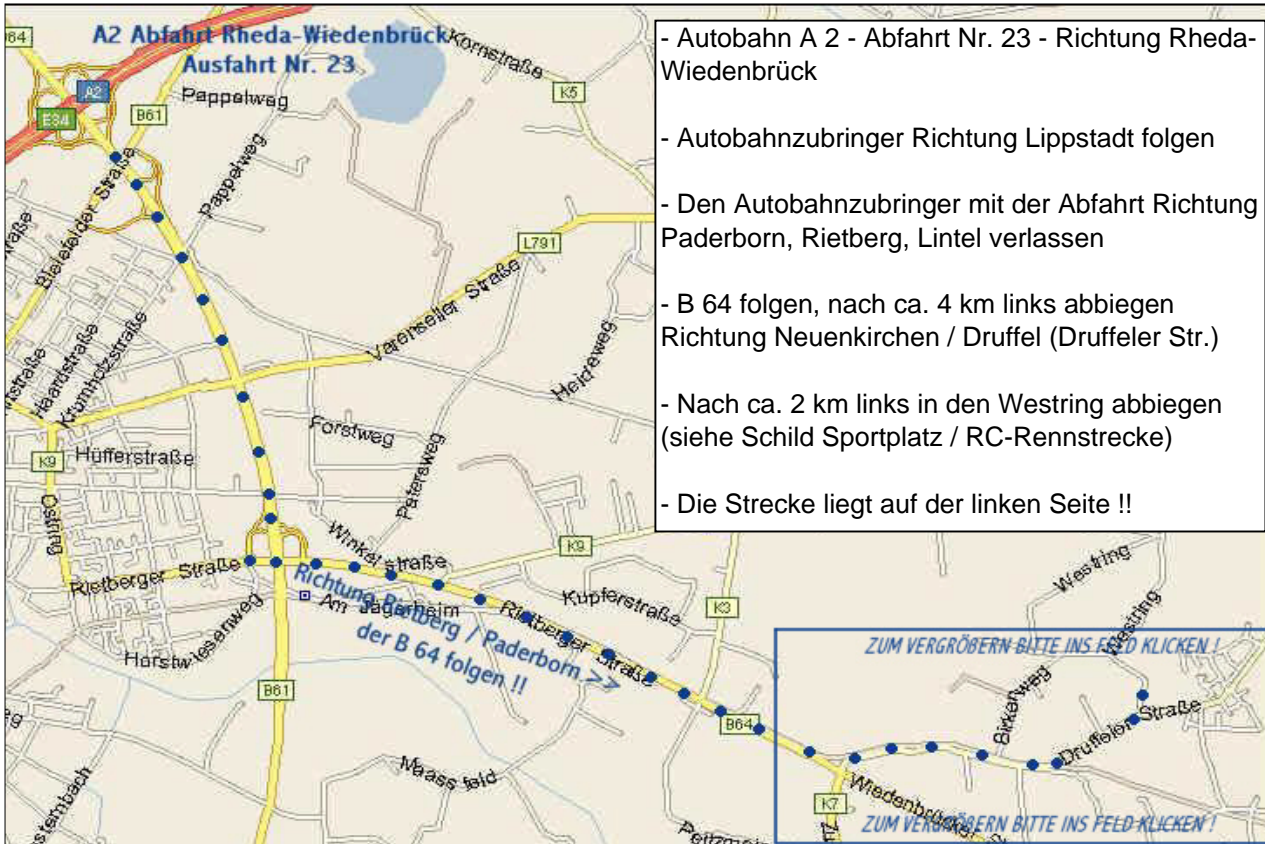 A2 Abfahrt Rheda-Wiedenbrück
Ausfahrt Nr. 23
- Autobahn A 2 - Abfahrt Nr. 23 - Richtung Rheda-
Wiedenbrück
- Autobahnzubringer Richtung Lippstadt folgen
- Den Autobahnzubringer mit der Abfahrt Richtung
Paderborn, Rietberg, Lintel verlassen
- B 64 folgen, nach ca. 4 km links abbiegen
Richtung Neuenkirchen / Druffel (Druffeler Str.)
- Nach ca. 2 km links in den Westring abbiegen
(siehe Schild Sportplatz / RC-Rennstrecke)
- Die Strecke liegt auf der linken Seite !!
Kornstraße
A2
E34
B61
Pappelweg
K5
Bielefelder Straße
Pappelweg
L791
Varenseller Straße
Heideweg
Haardstraße
Krumholzstraße
Forstweg
Patersweg
K9
Hüfferstraße
Ostring
Winkelstraße
K9
Rietberger Straße
Am Jägerheim
Kupferstraße
K3
Richtung Rietberg / Paderborn >>
der B 64 folgen !!
Rietberger Straße
Horstwiesenweg
B61
B64
Westring
Westring
ZUM VERGRÖßERN BITTE INS FELD KLICKEN !
Birkenweg
Druffeler Straße
Maassfeld
K7
ZUM VERGRÖßERN BITTE INS FELD KLICKEN !